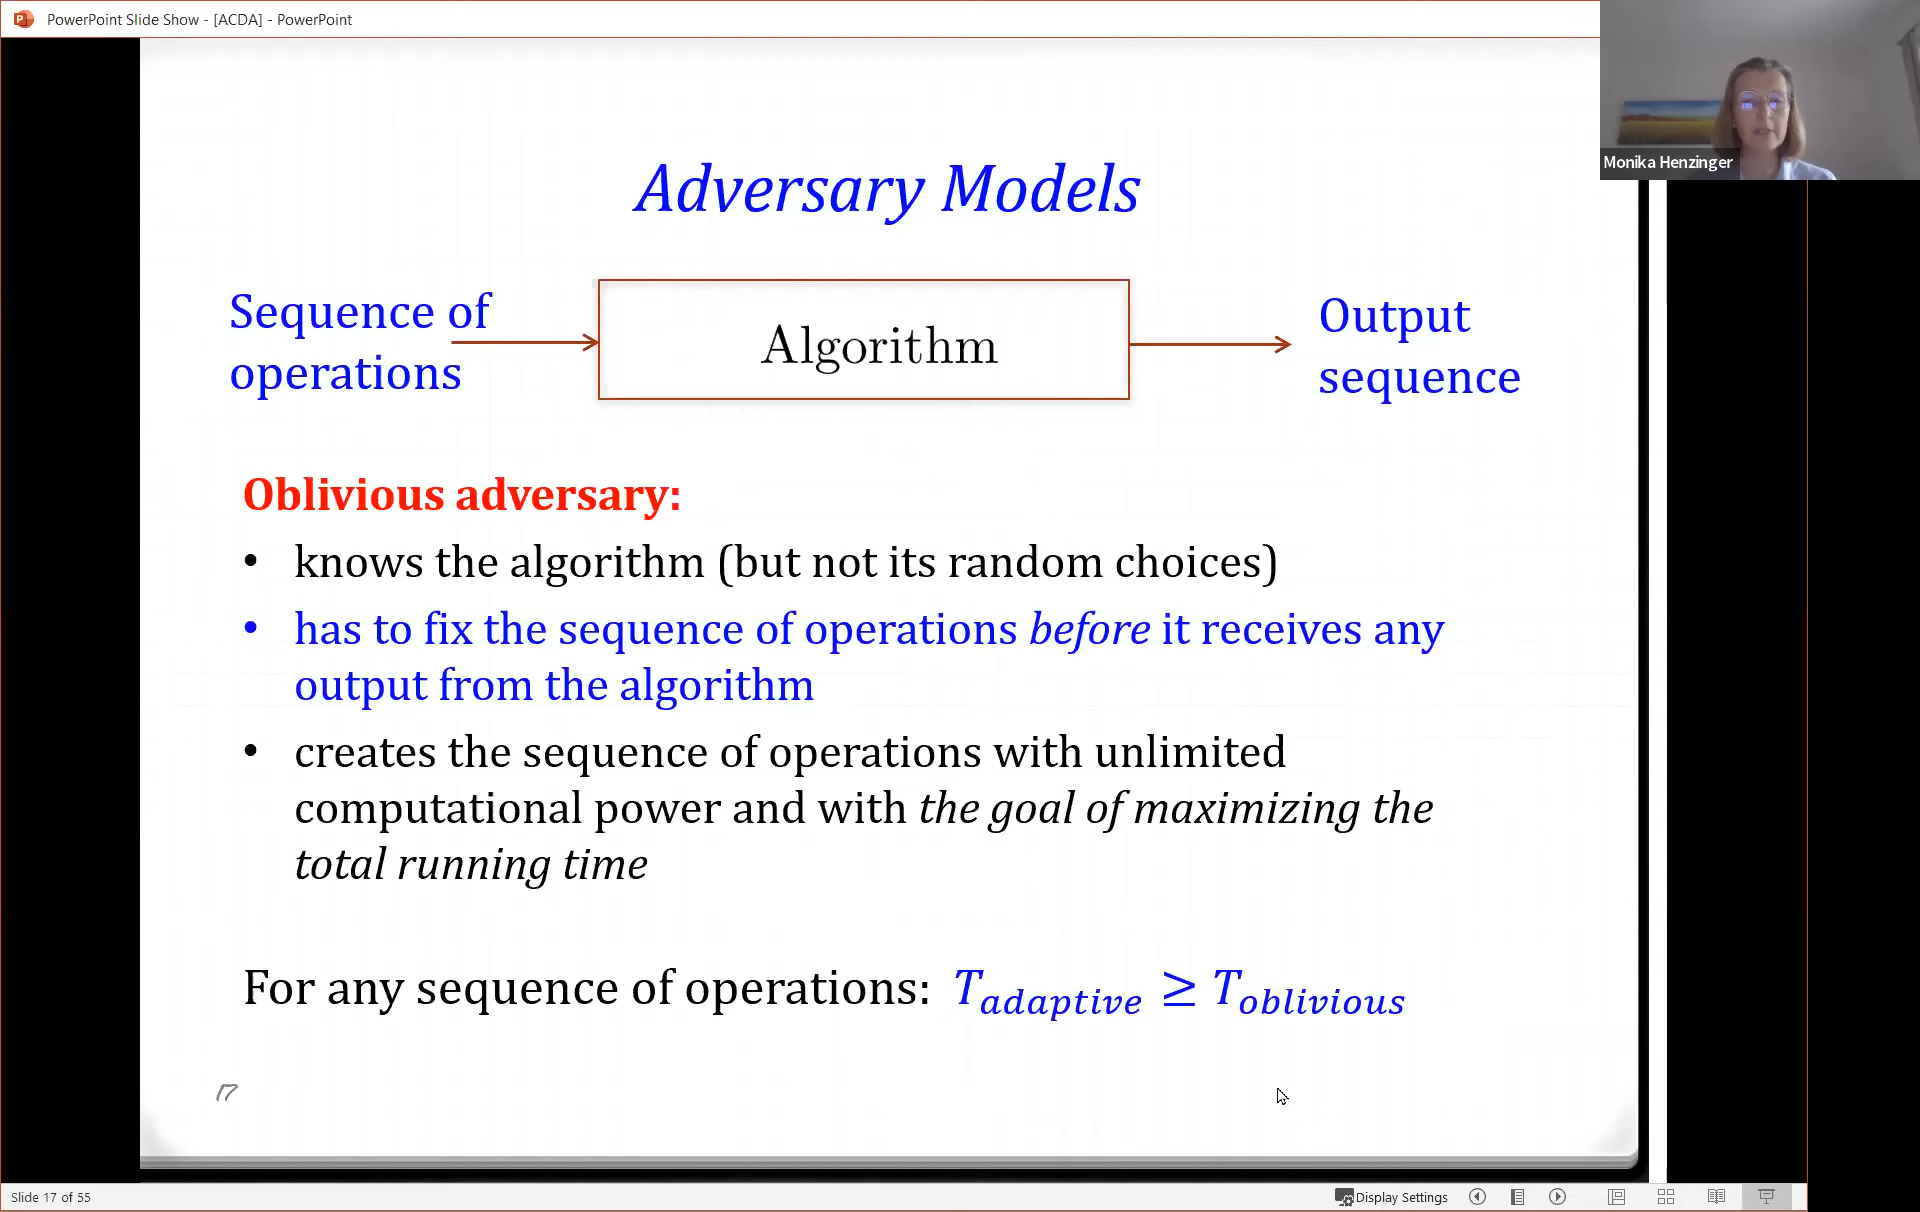 PowerPoint Slide Show - [ACDA] - PowerPoint
Monika Henzinger
Adversary Models
Sequence of
operations
Algorithm
Output
sequence
Oblivious adversary:
• knows the algorithm (but not its random choices)
• has to fix the sequence of operations before it receives any
output from the algorithm
• creates the sequence of operations with unlimited
computational power and with the goal of maximizing the
total running time
For any sequence of operations: T_adaptive ≥ T_oblivious
17
Slide 17 of 55
Display Settings